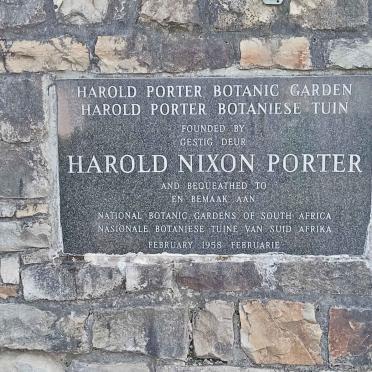 HAROLD PORTER BOTANIC GARDEN
HAROLD PORTER BOTANIESE TUIN
FOUNDED BY
GESTIG DEUR
HAROLD NIXON PORTER
AND BEQUEATHED TO
EN BEMAAK AAN
NATIONAL BOTANIC GARDENS OF SOUTH AFRICA
NASIONALE BOTANIESE TUINE VAN SUID AFRIKA
FEBRUARY 1958 FEBRUARIE